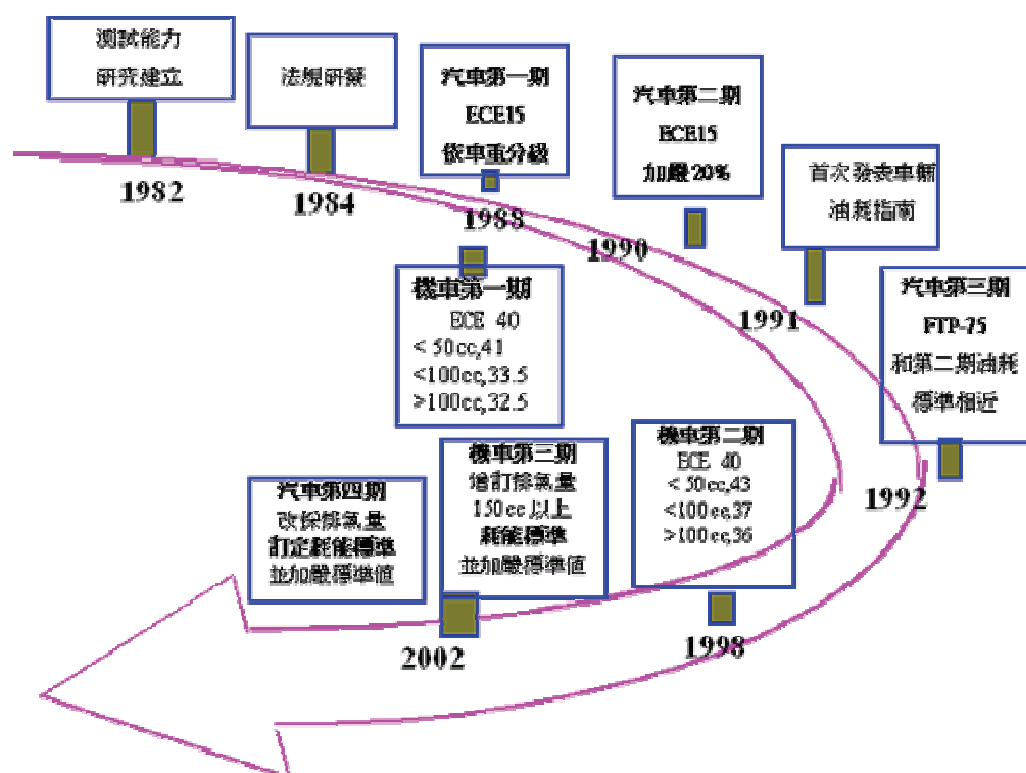 測試能力
研究建立
1982
法規研擬
1984
汽車第一期
ECE15
依車重分級
1988
機車第一期
ECE 40
< 50cc,41
<100cc,33.5
>100cc,32.5
汽車第二期
ECE15
加嚴20%
1990
首次發表車輛
油耗指南
1991
汽車第三期
FTP-75
和第二期油耗
標準相近
1992
機車第二期
ECE 40
< 50cc,43
<100cc,37
>100cc,36
1998
機車第三期
增訂排氣量
150cc以上
耗能標準
並加嚴標準值
汽車第四期
改採排氣量
訂定耗能標準
並加嚴標準值
2002